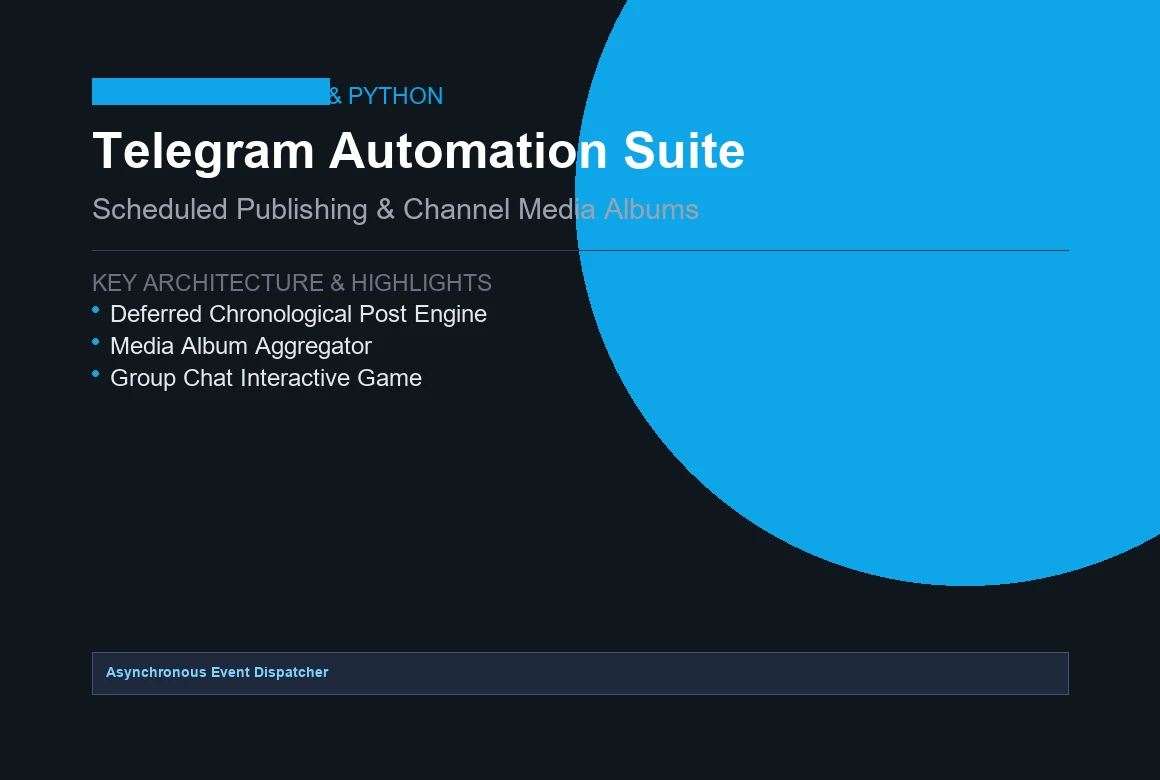 & PYTHON
Telegram Automation Suite
Scheduled Publishing & Channel Media Albums
KEY ARCHITECTURE & HIGHLIGHTS
Deferred Chronological Post Engine
Media Album Aggregator
Group Chat Interactive Game
Asynchronous Event Dispatcher